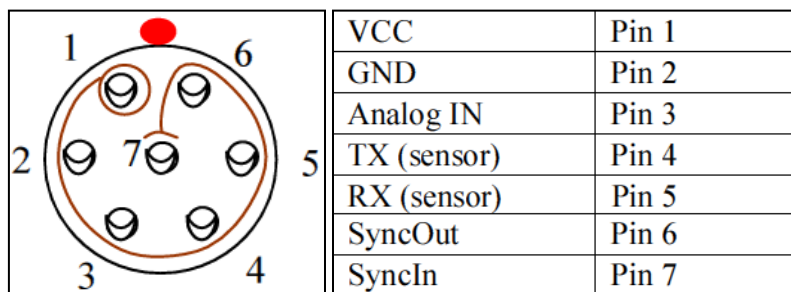 1
6
2
7
5
3
4
VCC Pin 1
GND Pin 2
Analog IN Pin 3
TX (sensor) Pin 4
RX (sensor) Pin 5
SyncOut Pin 6
SyncIn Pin 7